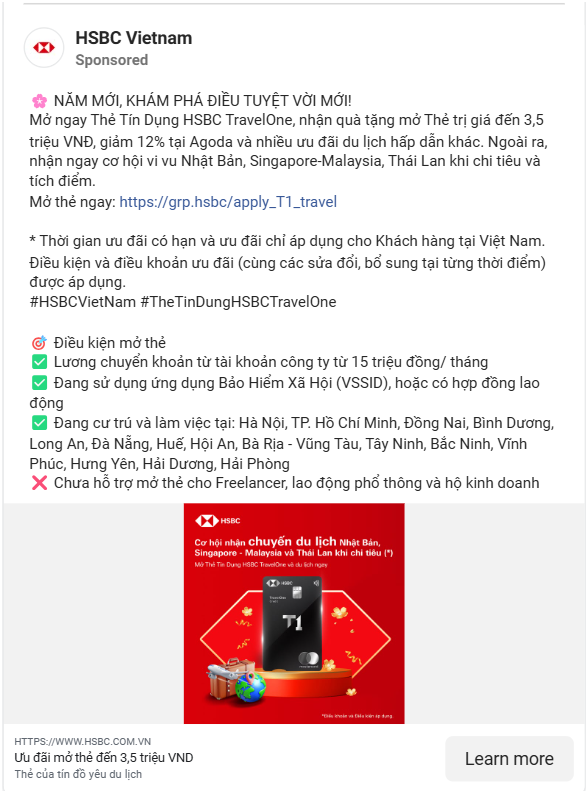 HSBC Vietnam
Sponsored
🌸 NĂM MỚI, KHÁM PHÁ ĐIỀU TUYỆT VỜI MỚI!
Mở ngay Thẻ Tín Dụng HSBC TravelOne, nhận quà tặng mở Thẻ trị giá đến 3,5
triệu VNĐ, giảm 12% tại Agoda và nhiều ưu đãi du lịch hấp dẫn khác. Ngoài ra,
nhận ngay cơ hội vi vu Nhật Bản, Singapore-Malaysia, Thái Lan khi chi tiêu và
tích điểm.
Mở thẻ ngay: https://grp.hsbc/apply_T1_travel
* Thời gian ưu đãi có hạn và ưu đãi chỉ áp dụng cho Khách hàng tại Việt Nam.
Điều kiện và điều khoản ưu đãi (cùng các sửa đổi, bổ sung tại từng thời điểm)
được áp dụng.
#HSBCVietNam #TheTinDungHSBCTravelOne
🎯 Điều kiện mở thẻ
✅ Lương chuyển khoản từ tài khoản công ty từ 15 triệu đồng/ tháng
✅ Đang sử dụng ứng dụng Bảo Hiểm Xã Hội (VSSID), hoặc có hợp đồng lao
động
✅ Đang cư trú và làm việc tại: Hà Nội, TP. Hồ Chí Minh, Đồng Nai, Bình Dương,
Long An, Đà Nẵng, Huế, Hội An, Bà Rịa - Vũng Tàu, Tây Ninh, Bắc Ninh, Vĩnh
Phúc, Hưng Yên, Hải Dương, Hải Phòng
❌ Chưa hỗ trợ mở thẻ cho Freelancer, lao động phổ thông và hộ kinh doanh
HSBC
Cơ hội nhận chuyến du lịch Nhật Bản,
Singapore - Malaysia và Thái Lan khi chi tiêu (*)
Mở Thẻ Tín Dụng HSBC TravelOne và du lịch ngay
HSBC
TravelOne
T1
*Điều khoản và Điều kiện áp dụng.
HTTPS://WWW.HSBC.COM.VN
Ưu đãi mở thẻ đến 3,5 triệu VND
Thẻ của tín đồ yêu du lịch
Learn more